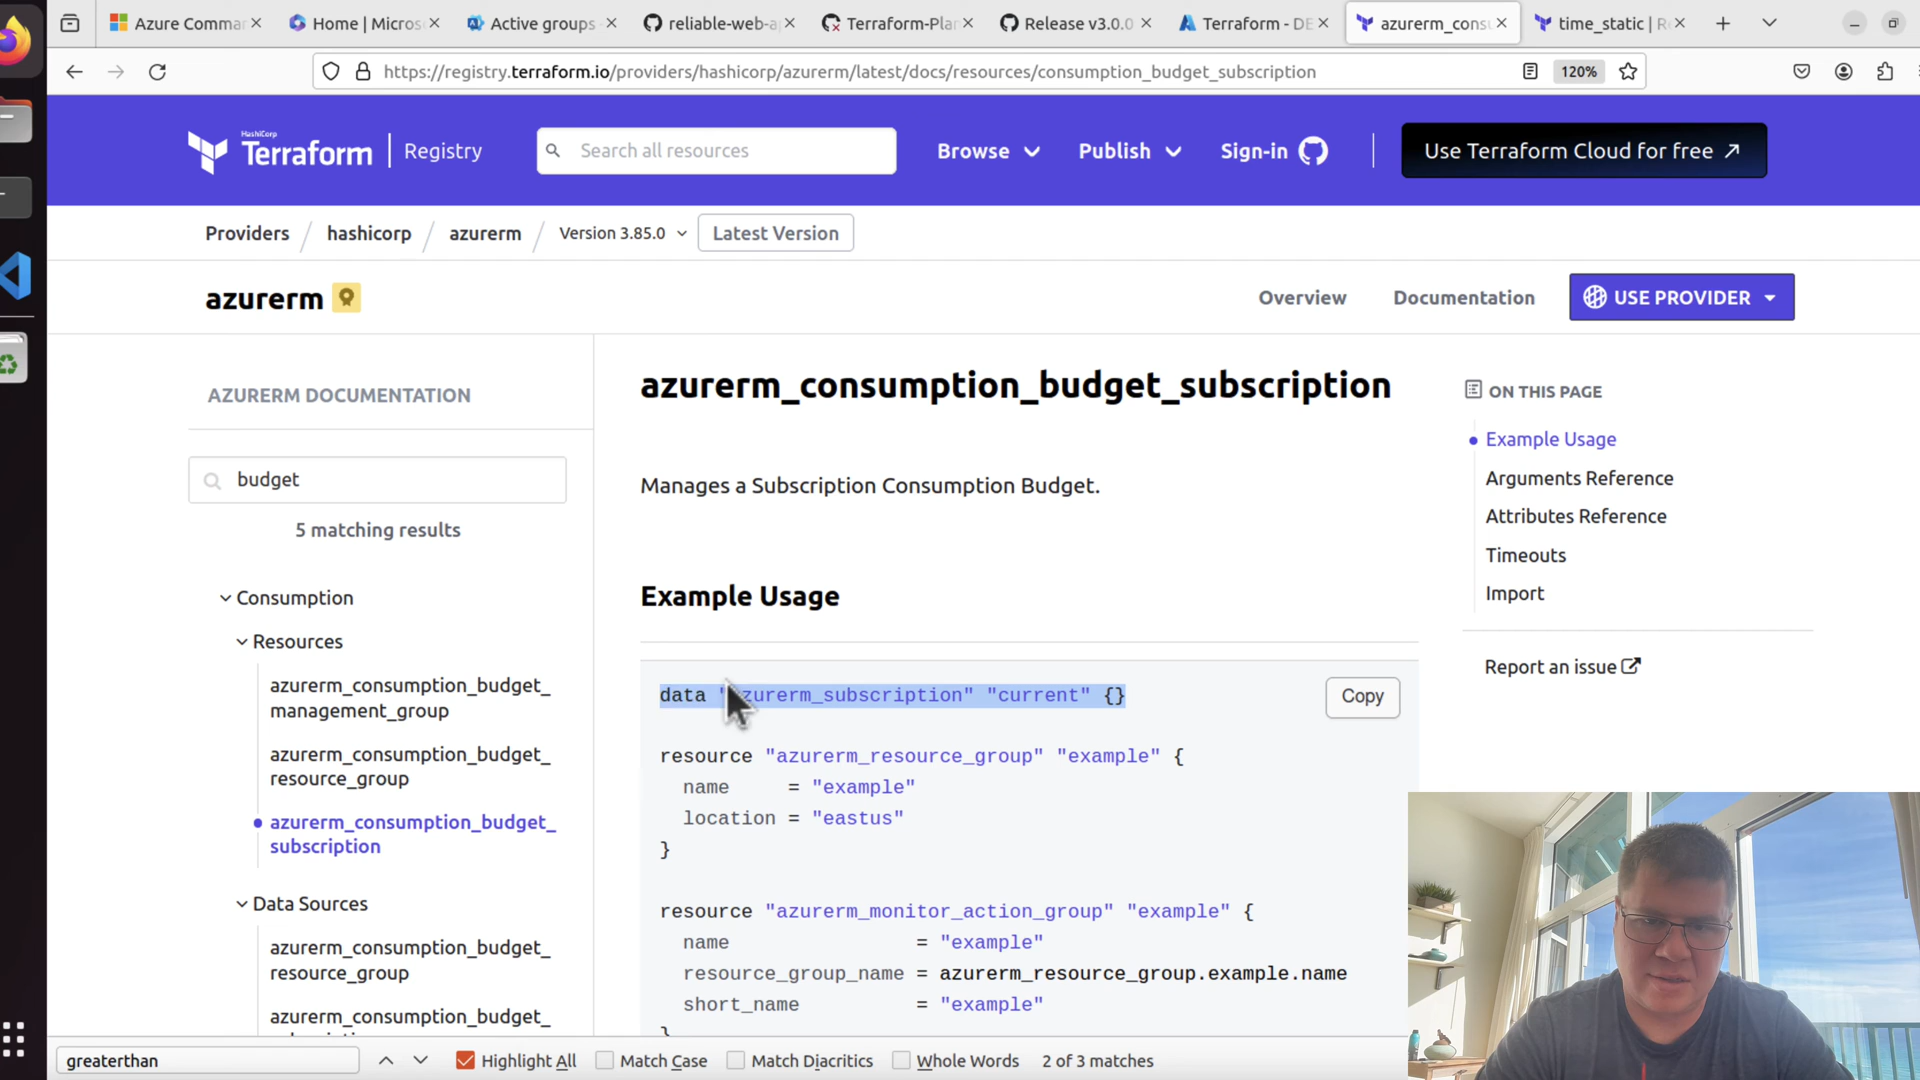 Azure Comma
Home | Micros
Active groups -
reliable-web-a
Terraform-Plan
Release v3.0.0
Terraform - DE
azurerm_consu
time_static | R
https://registry.terraform.io/providers/hashicorp/azurerm/latest/docs/resources/consumption_budget_subscription
120%
HashiCorp
Terraform
Registry
Search all resources
Browse
Publish
Sign-in
Use Terraform Cloud for free ↗
Providers / hashicorp / azurerm / Version 3.85.0
Latest Version
azurerm
Overview
Documentation
USE PROVIDER
AZURERM DOCUMENTATION
budget
5 matching results
Consumption
Resources
azurerm_consumption_budget_
management_group
azurerm_consumption_budget_
resource_group
azurerm_consumption_budget_
subscription
Data Sources
azurerm_consumption_budget_
resource_group
azurerm_consumption_budget_
azurerm_consumption_budget_subscription
Manages a Subscription Consumption Budget.
Example Usage
data "azurerm_subscription" "current" {}
Copy
resource "azurerm_resource_group" "example" {
name = "example"
location = "eastus"
}
resource "azurerm_monitor_action_group" "example" {
name = "example"
resource_group_name = azurerm_resource_group.example.name
short_name = "example"
}
ON THIS PAGE
Example Usage
Arguments Reference
Attributes Reference
Timeouts
Import
Report an issue
greaterthan
Highlight All
Match Case
Match Diacritics
Whole Words
2 of 3 matches